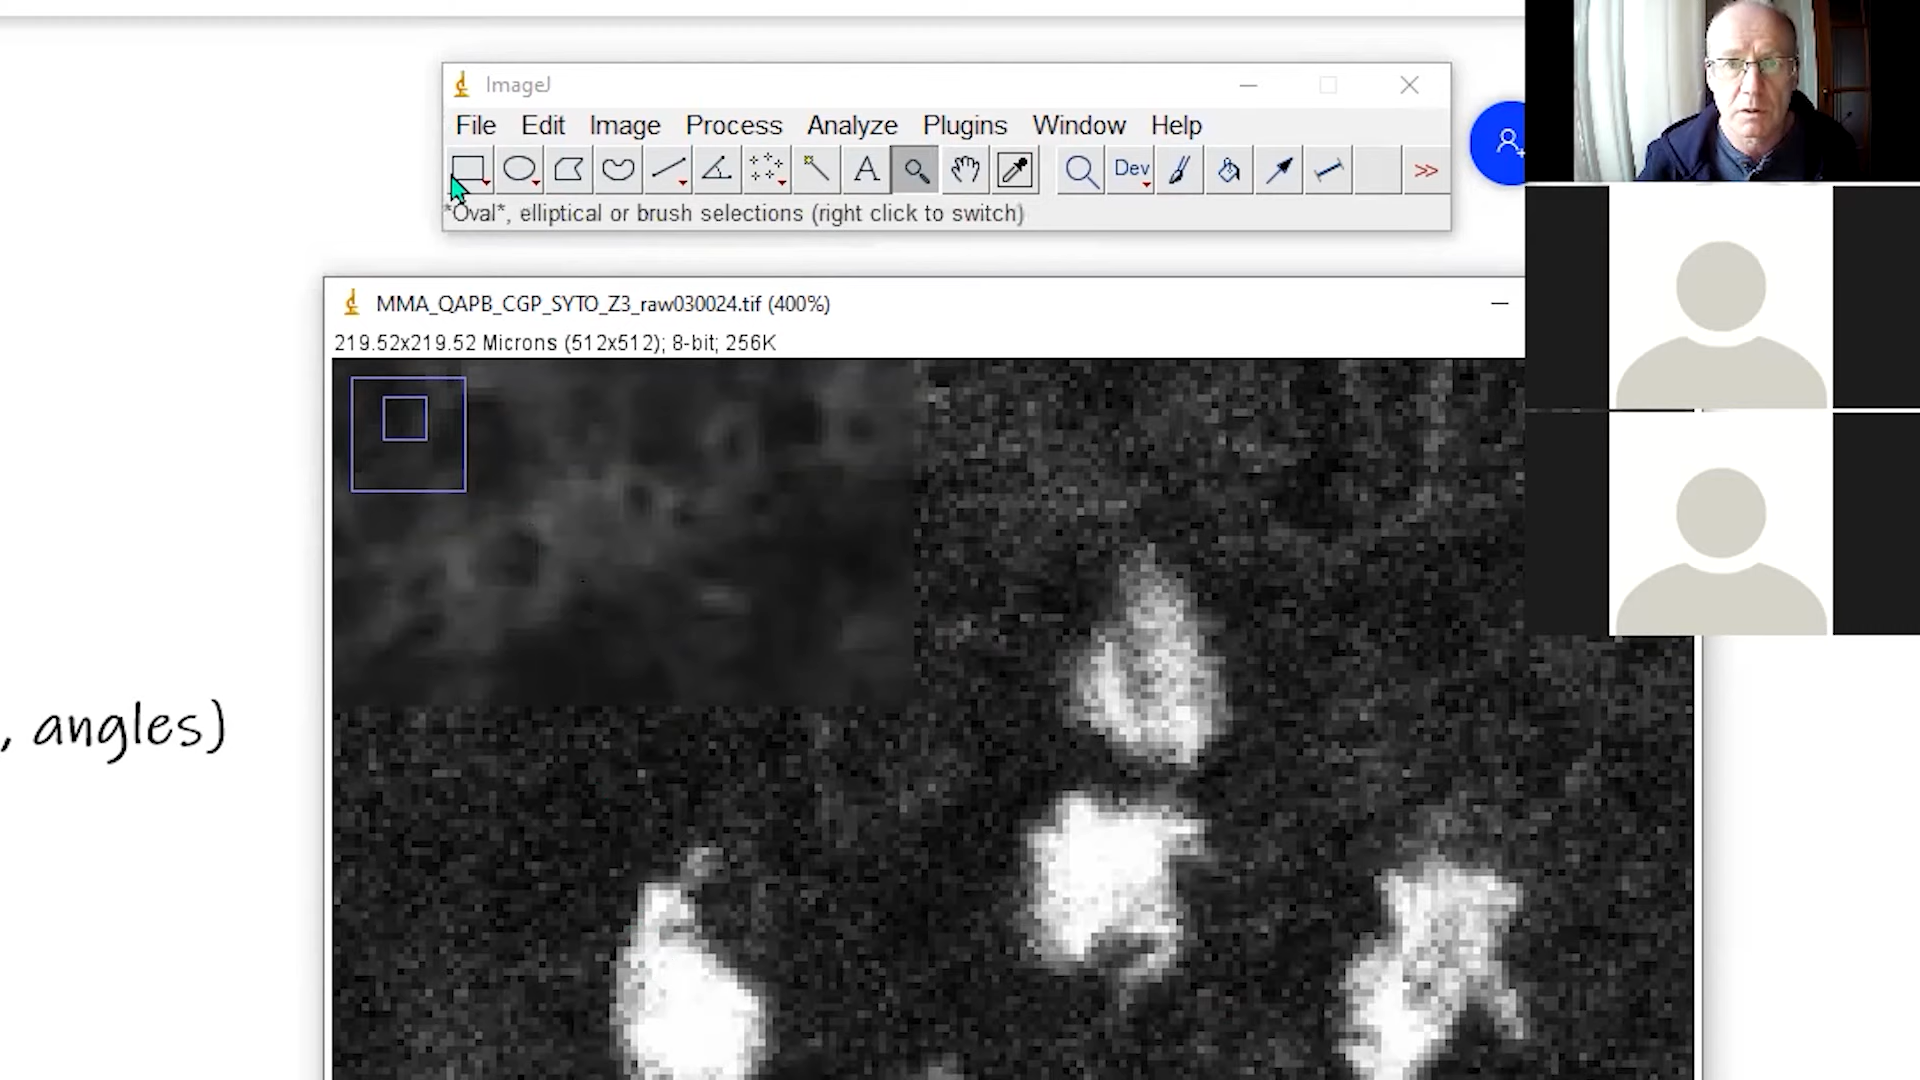 ImageJ
File Edit Image Process Analyze Plugins Window Help
A Dev >>
*Oval*, elliptical or brush selections (right click to switch)
MMA_QAPB_CGP_SYTO_Z3_raw030024.tif (400%)
219.52x219.52 Microns (512x512); 8-bit; 256K
, angles)